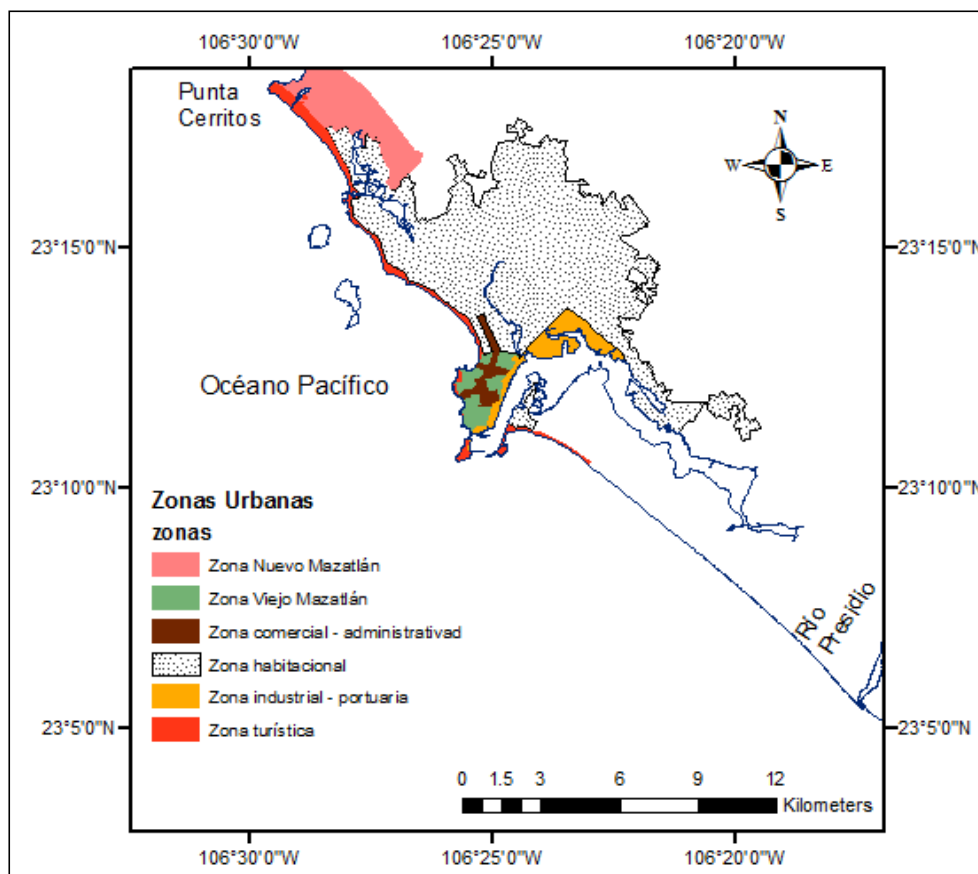 106°30'0"W 106°25'0"W 106°20'0"W
Punta
Cerritos
N
W E
S
23°15'0"N 23°15'0"N
Océano Pacífico
23°10'0"N 23°10'0"N
Zonas Urbanas
zonas
Zona Nuevo Mazatlán
Zona Viejo Mazatlán
Zona comercial - administrativad
Zona habitacional
Zona industrial - portuaria
Zona turística
Río
Presidio
23°5'0"N 23°5'0"N
0 1.5 3 6 9 12
Kilometers
106°30'0"W 106°25'0"W 106°20'0"W